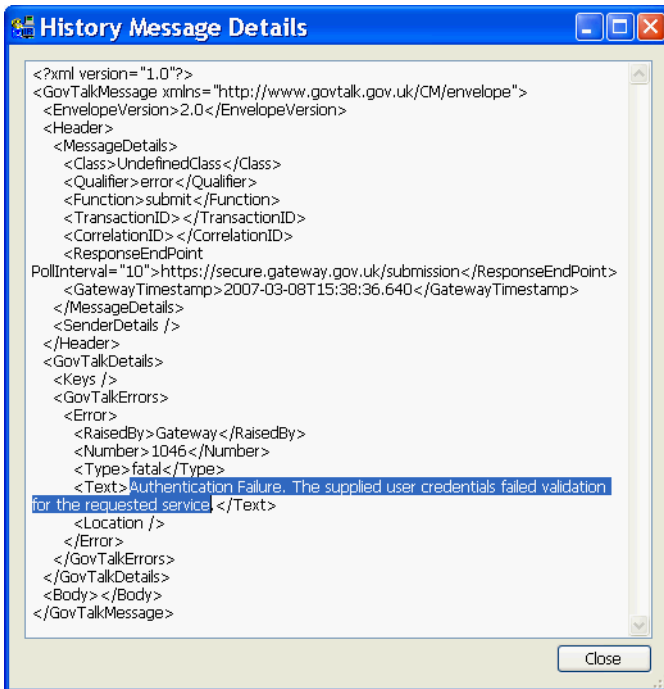 History Message Details
<?xml version="1.0"?>
<GovTalkMessage xmlns="http://www.govtalk.gov.uk/CM/envelope">
<EnvelopeVersion>2.0</EnvelopeVersion>
<Header>
<MessageDetails>
<Class>UndefinedClass</Class>
<Qualifier>error</Qualifier>
<Function>submit</Function>
<TransactionID></TransactionID>
<CorrelationID></CorrelationID>
<ResponseEndPoint
PollInterval="10">https://secure.gateway.gov.uk/submission</ResponseEndPoint>
<GatewayTimestamp>2007-03-08T15:38:36.640</GatewayTimestamp>
</MessageDetails>
<SenderDetails />
</Header>
<GovTalkDetails>
<Keys />
<GovTalkErrors>
<Error>
<RaisedBy>Gateway</RaisedBy>
<Number>1046</Number>
<Type>fatal</Type>
<Text>Authentication Failure. The supplied user credentials failed validation
for the requested service.</Text>
<Location />
</Error>
</GovTalkErrors>
</GovTalkDetails>
<Body></Body>
</GovTalkMessage>
Close